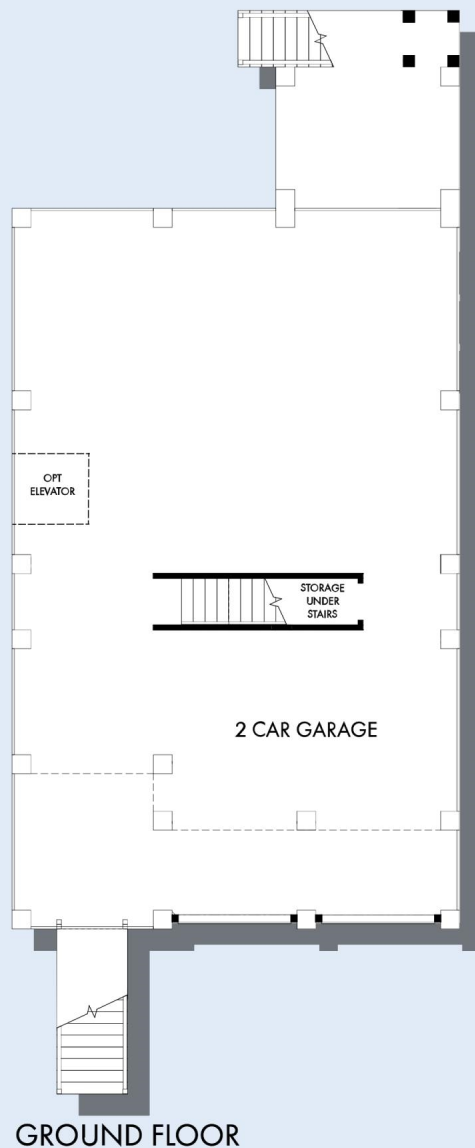 OPT
ELEVATOR
STORAGE
UNDER
STAIRS
2 CAR GARAGE
GROUND FLOOR